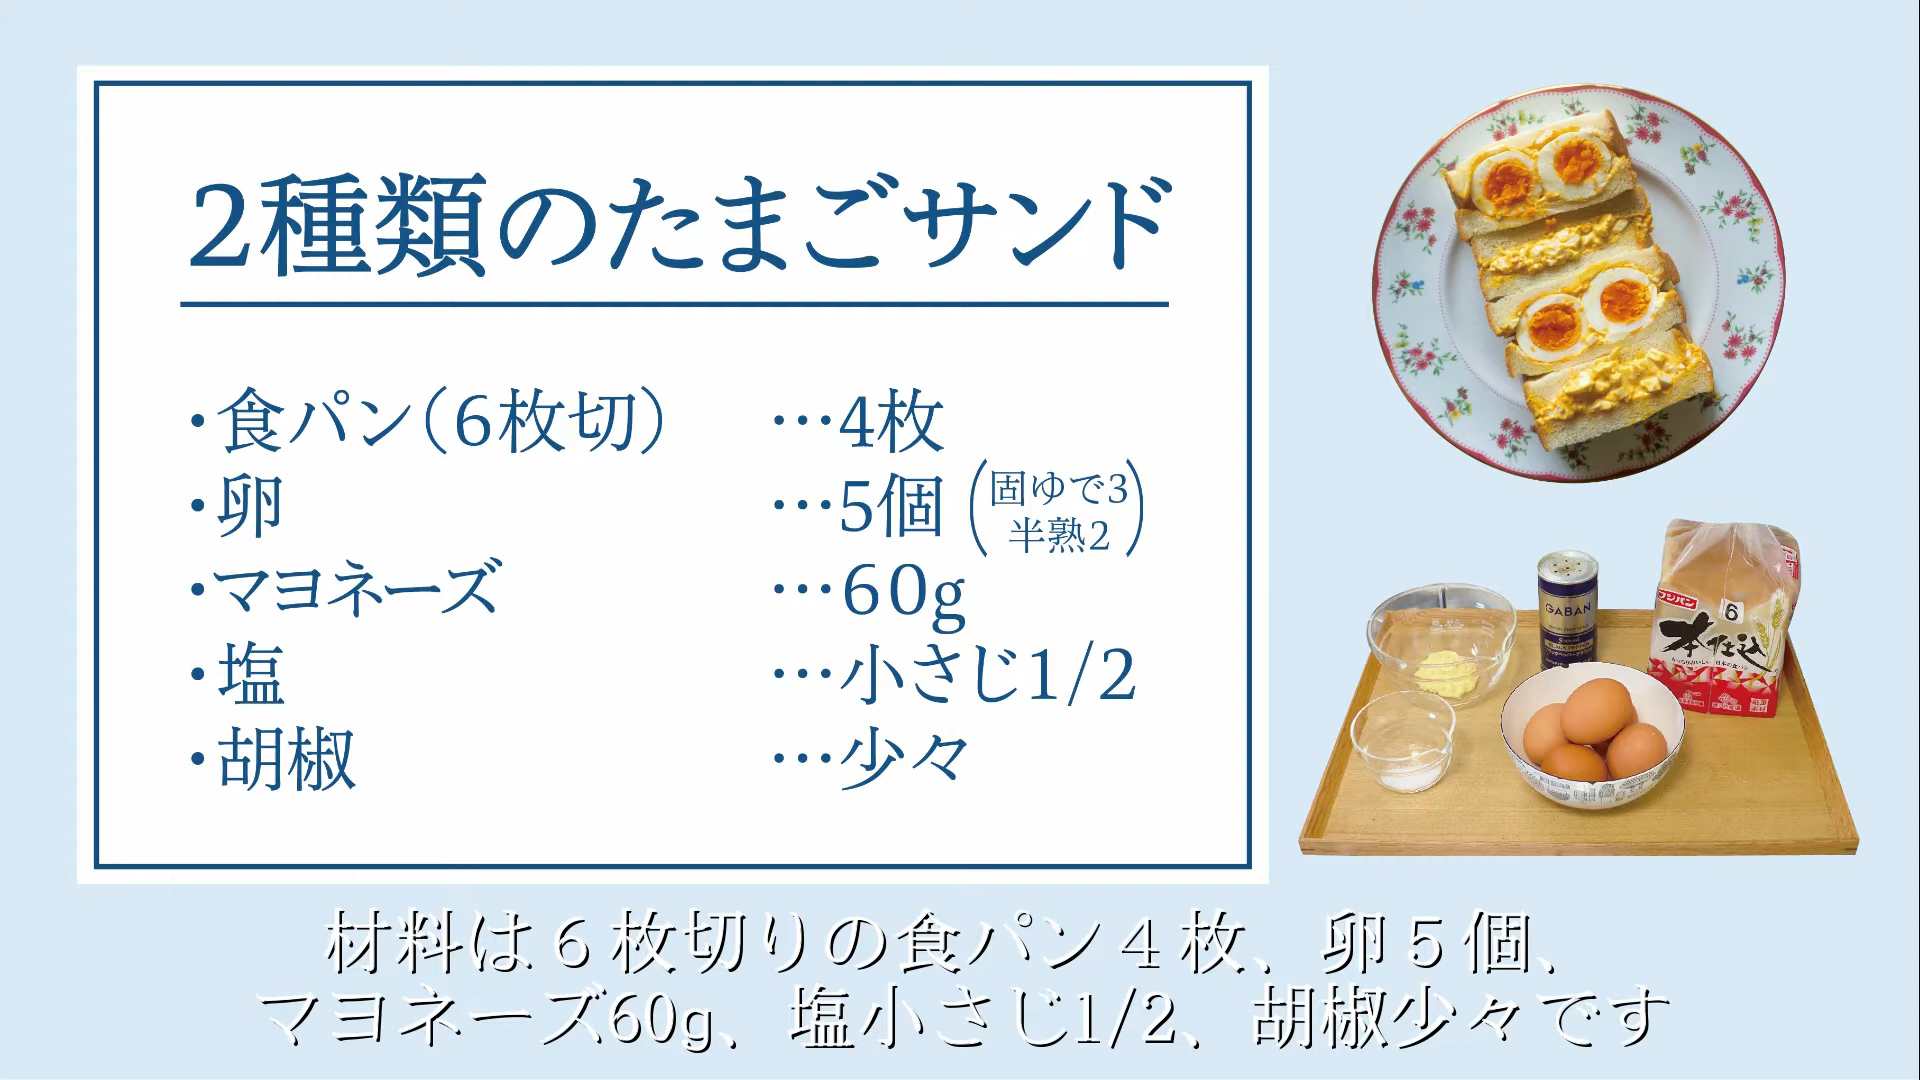 2種類のたまごサンド
・食パン（6枚切） …4枚
・卵 …5個（固ゆで3 半熟2）
・マヨネーズ …60g
・塩 …小さじ1/2
・胡椒 …少々
GABAN
フジパン
6
本仕込
材料は６枚切りの食パン４枚、卵５個、
マヨネーズ60g、塩小さじ1/2、胡椒少々です